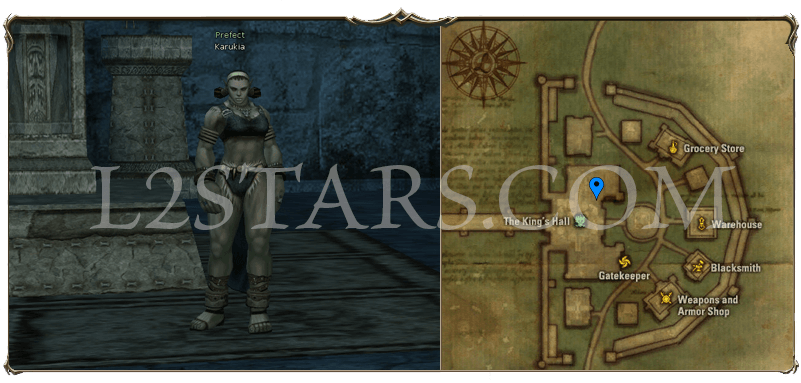 Prefect
Karukia
L2STARS.COM
Grocery Store
The King's Hall
Warehouse
Gatekeeper
Blacksmith
Weapons and
Armor Shop